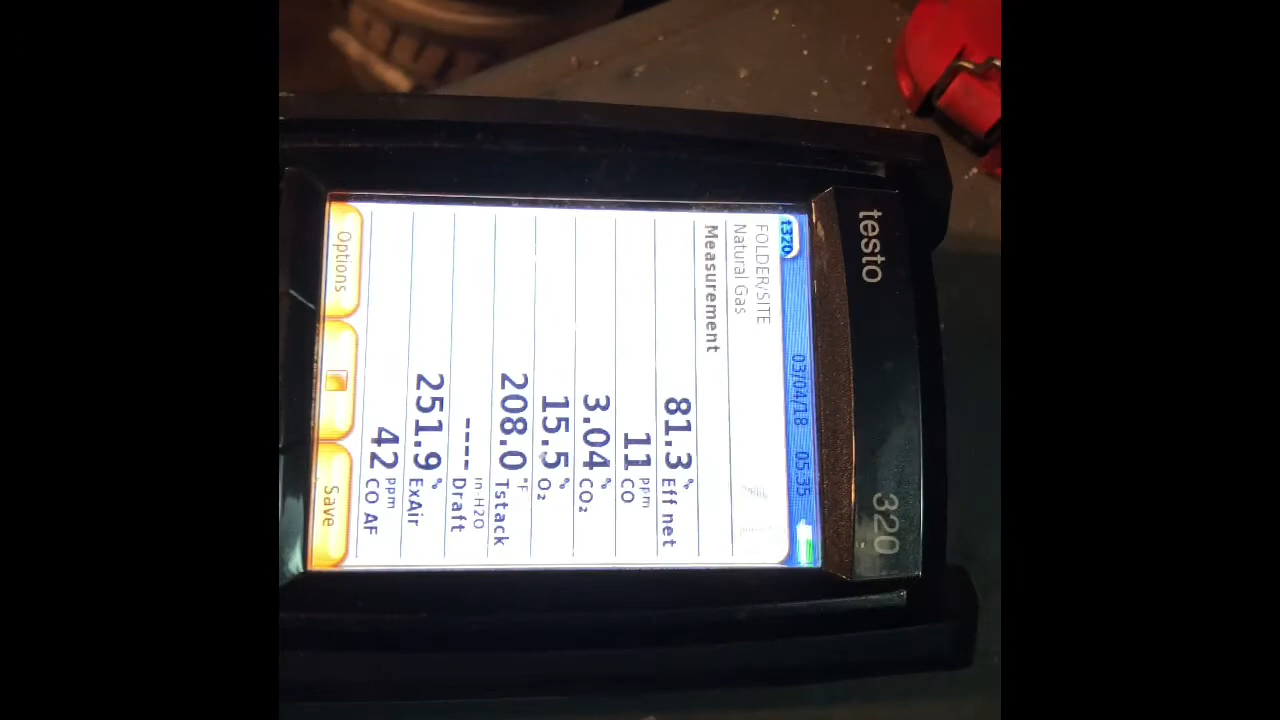 testo 320
t320 03/04/18 05:35
FOLDER/SITE
Natural Gas
Measurement
81.3 % Eff net
11 ppm CO
3.04 % CO₂
15.5 % O₂
208.0 °F Tstack
---- in-H2O Draft
251.9 % ExAir
42 ppm CO AF
Options Save